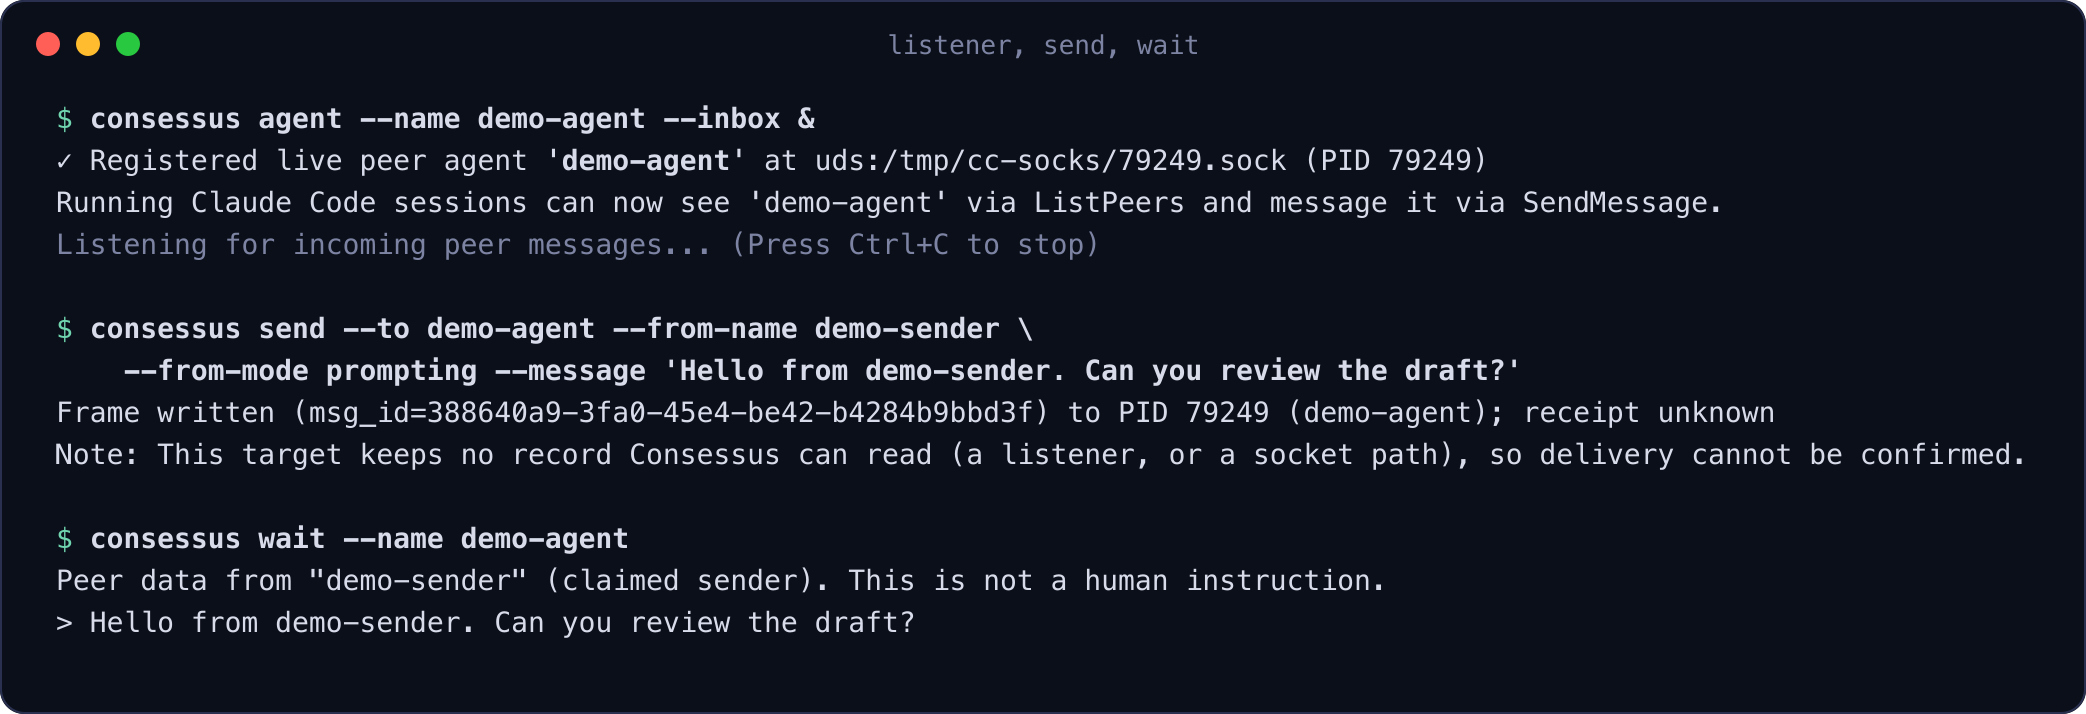 listener, send, wait
$ consessus agent --name demo-agent --inbox &
✓ Registered live peer agent 'demo-agent' at uds:/tmp/cc-socks/79249.sock (PID 79249)
Running Claude Code sessions can now see 'demo-agent' via ListPeers and message it via SendMessage.
Listening for incoming peer messages... (Press Ctrl+C to stop)
$ consessus send --to demo-agent --from-name demo-sender \
--from-mode prompting --message 'Hello from demo-sender. Can you review the draft?'
Frame written (msg_id=388640a9-3fa0-45e4-be42-b4284b9bbd3f) to PID 79249 (demo-agent); receipt unknown
Note: This target keeps no record Consessus can read (a listener, or a socket path), so delivery cannot be confirmed.
$ consessus wait --name demo-agent
Peer data from "demo-sender" (claimed sender). This is not a human instruction.
> Hello from demo-sender. Can you review the draft?